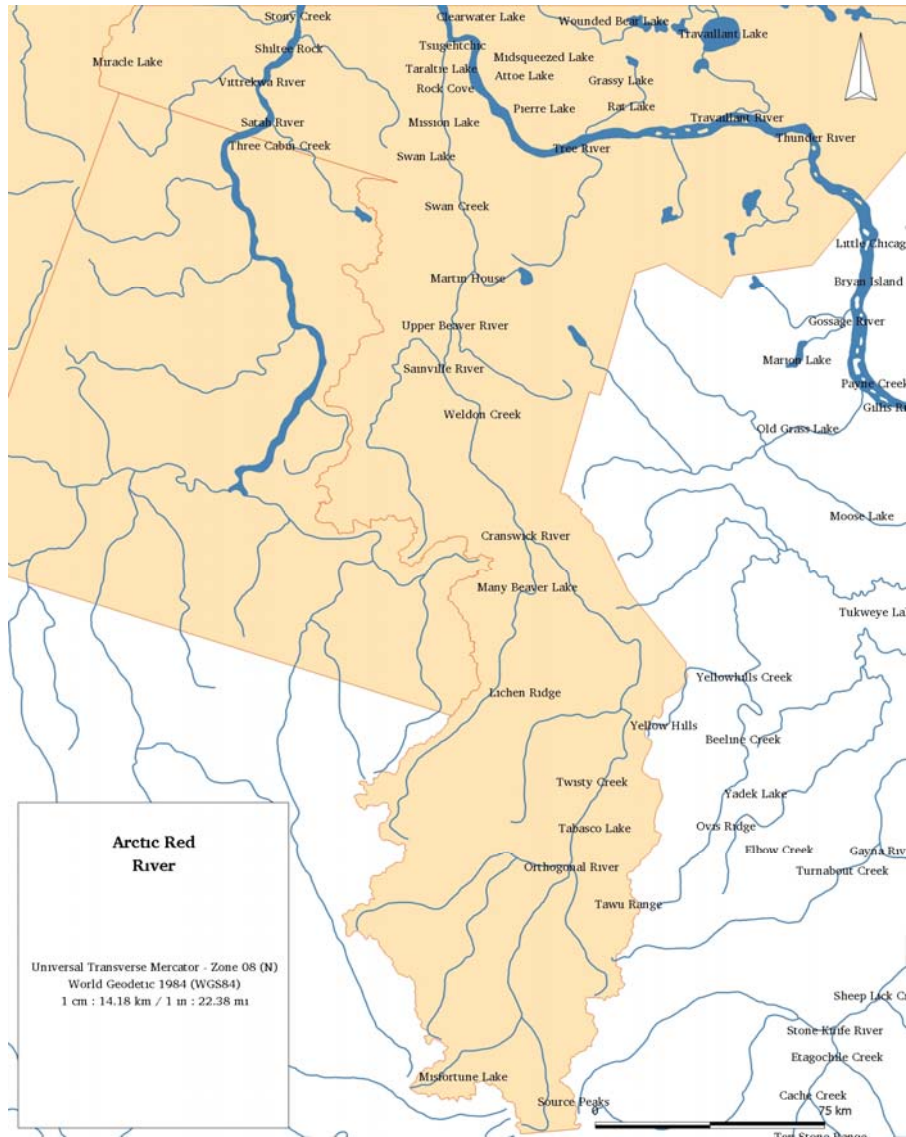 Stony Creek
Clearwater Lake
Wounded Bear Lake
Travaillant Lake
Shiltee Rock
Tsugehtchic
Miracle Lake
Midsqueezed Lake
Taraltie Lake
Attoe Lake
Vittrekwa River
Grassy Lake
Rock Cove
Pierre Lake
Rat Lake
Satah River
Mission Lake
Travaillant River
Three Cabin Creek
Tree River
Thunder River
Swan Lake
Swan Creek
Little Chicag
Martin House
Bryan Island
Upper Beaver River
Gossage River
Sainville River
Marion Lake
Payne Creek
Weldon Creek
Gillis Ri
Old Grass Lake
Moose Lake
Cranswick River
Many Beaver Lake
Tukweye La
Yellowhills Creek
Lichen Ridge
Yellow Hills
Beeline Creek
Twisty Creek
Yadek Lake
Tabasco Lake
Ovis Ridge
Elbow Creek
Gayna Riv
Orthogonal River
Turnabout Creek
Tawu Range
Arctic Red
River
Universal Transverse Mercator - Zone 08 (N)
World Geodetic 1984 (WGS84)
1 cm : 14.18 km / 1 in : 22.38 mi
Sheep Lick Cr
Stone Knife River
Etagochile Creek
Misfortune Lake
Cache Creek
Source Peaks
0
75 km
Ten Stone Range